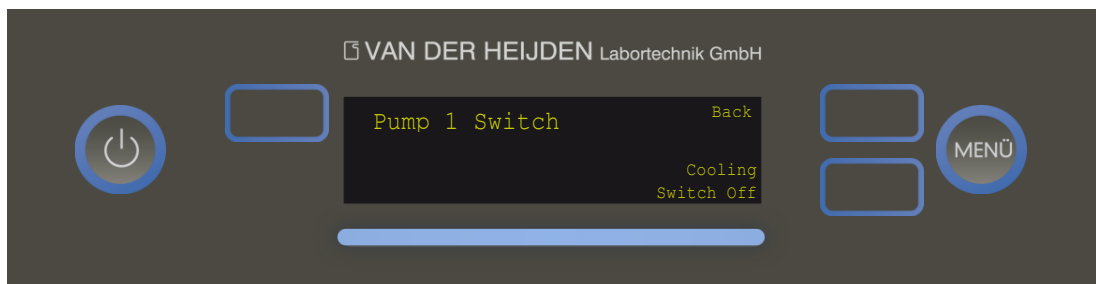 VAN DER HEIJDEN Labortechnik GmbH
Pump 1 Switch
Back
Cooling
Switch Off
MENÜ